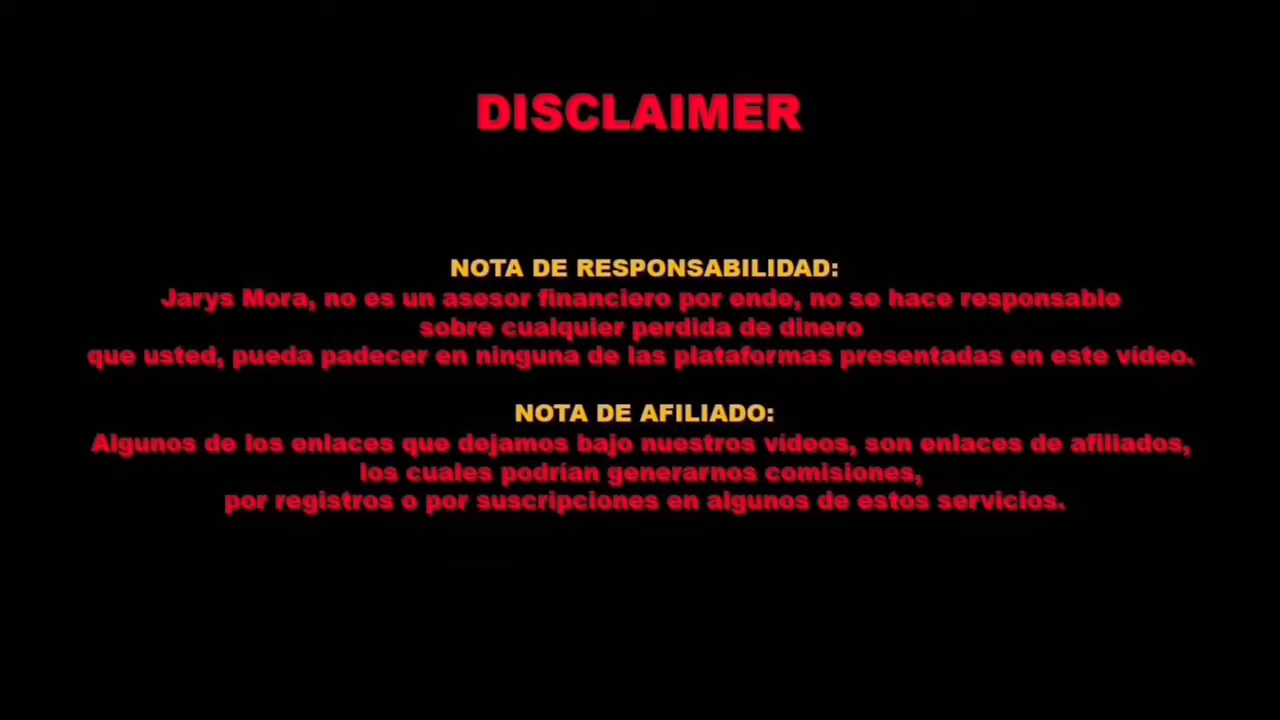 DISCLAIMER
NOTA DE RESPONSABILIDAD:
Jarys Mora, no es un asesor financiero por ende, no se hace responsable
sobre cualquier perdida de dinero
que usted, pueda padecer en ninguna de las plataformas presentadas en este vídeo.
NOTA DE AFILIADO:
Algunos de los enlaces que dejamos bajo nuestros vídeos, son enlaces de afiliados,
los cuales podrían generarnos comisiones,
por registros o por suscripciones en algunos de estos servicios.